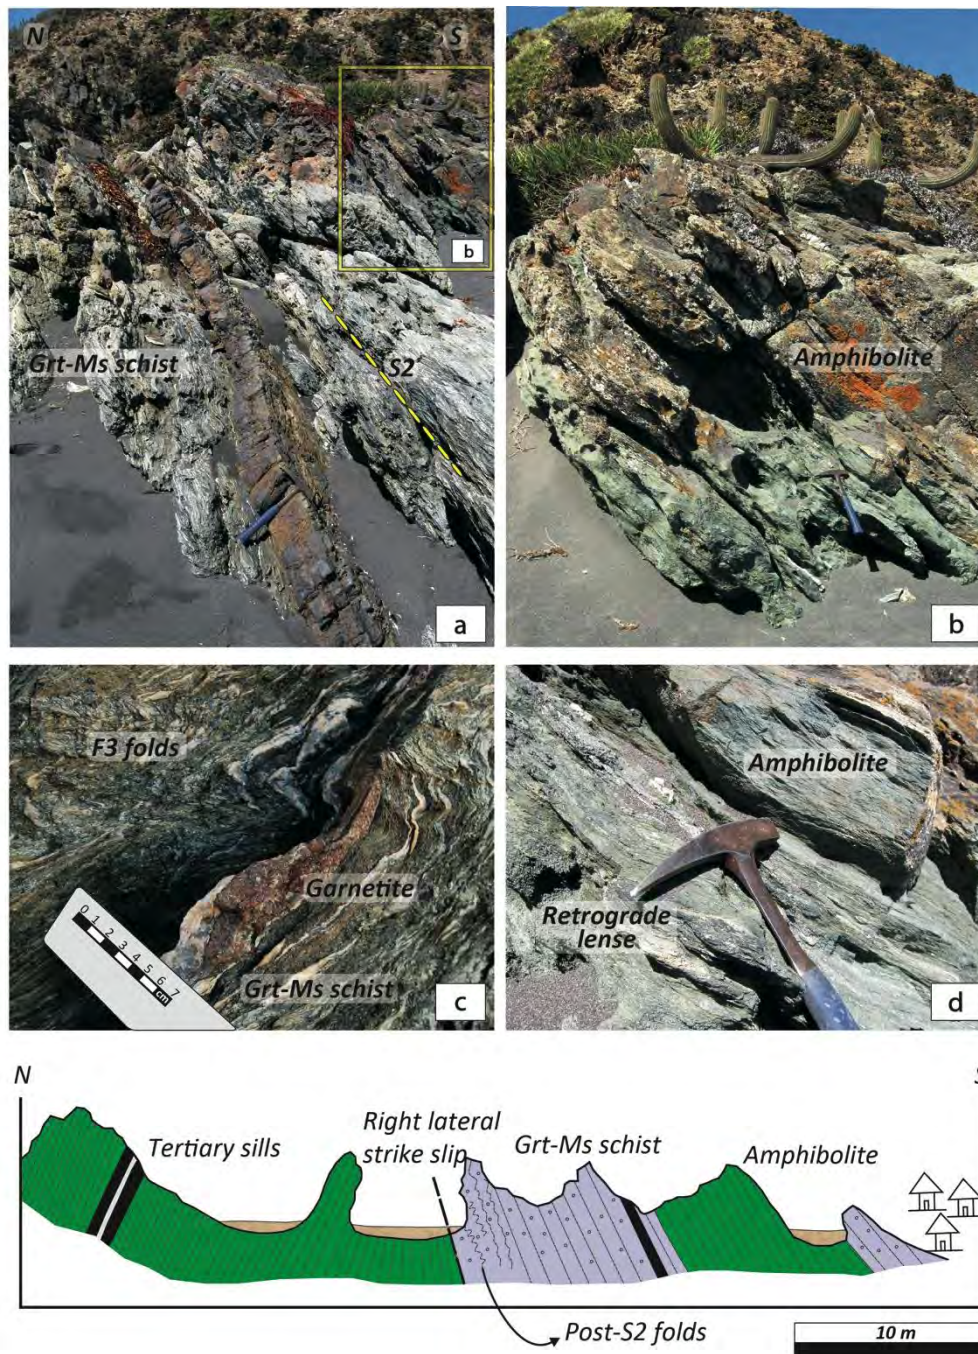 N
S
b
Grt-Ms schist
S2
a
Amphibolite
b
F3 folds
Garnetite
0 1 2 3 4 5 6 7
cm
Grt-Ms schist
c
Amphibolite
Retrograde
lense
d
N
S
Right lateral
strike slip
Tertiary sills
Grt-Ms schist
Amphibolite
Post-S2 folds
10 m